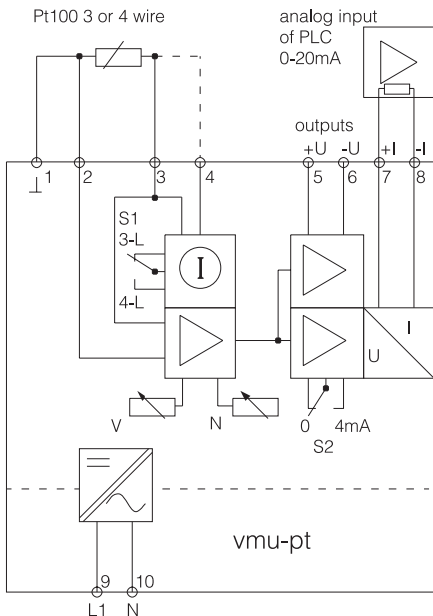 Pt100 3 or 4 wire
analog input
of PLC
0-20mA
outputs
+U -U +I -I
⊥ 1 2 3 4 5 6 7 8
S1
3-L
4-L
I
U I
V N
0 4mA
S2
vmu-pt
9 10
L1 N